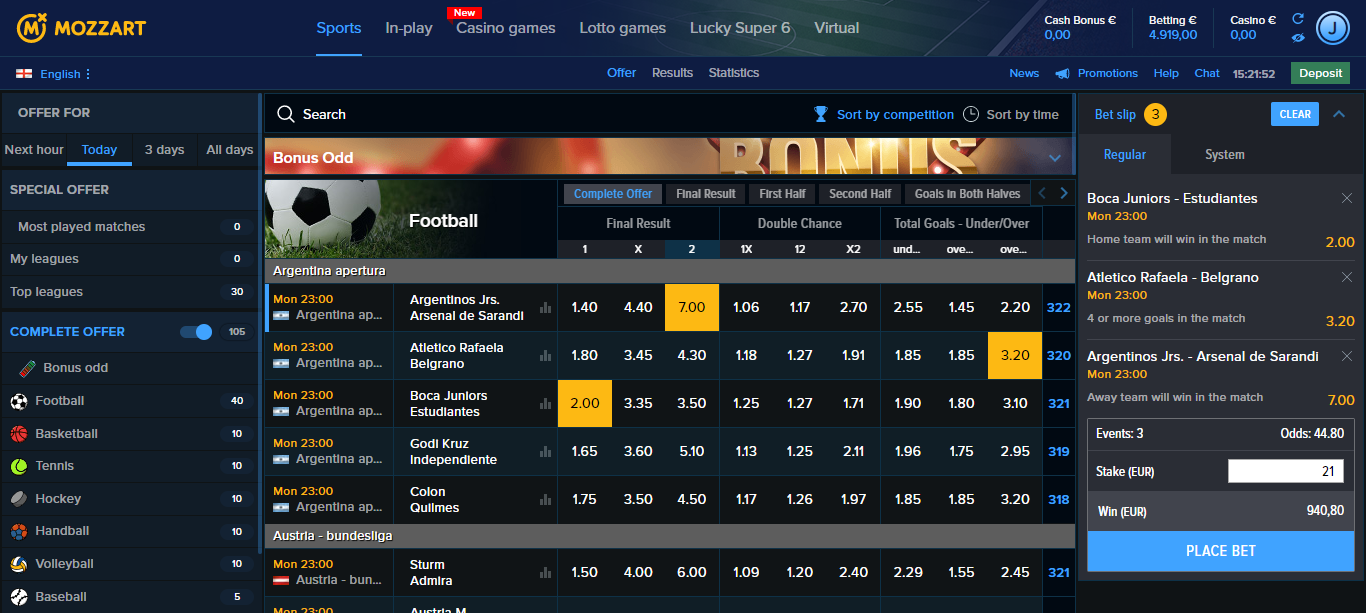 MOZZART
Sports
In-play
New
Casino games
Lotto games
Lucky Super 6
Virtual
Cash Bonus €
0,00
Betting €
4.919,00
Casino €
0,00
J
English
Offer
Results
Statistics
News
Promotions
Help
Chat
15:21:52
Deposit
OFFER FOR
Next hour
Today
3 days
All days
SPECIAL OFFER
Most played matches 0
My leagues 0
Top leagues 30
COMPLETE OFFER 105
Bonus odd
Football 40
Basketball 10
Tennis 10
Hockey 10
Handball 10
Volleyball 10
Baseball 5
Search
Sort by competition
Sort by time
Bonus Odd
BONUS
Football
Complete Offer
Final Result
First Half
Second Half
Goals in Both Halves
Final Result
Double Chance
Total Goals - Under/Over
1 X 2 1X 12 X2 und... ove... ove...
Argentina apertura
Mon 23:00
Argentina ap...
Argentinos Jrs.
Arsenal de Sarandi
1.40 4.40 7.00 1.06 1.17 2.70 2.55 1.45 2.20 322
Mon 23:00
Argentina ap...
Atletico Rafaela
Belgrano
1.80 3.45 4.30 1.18 1.27 1.91 1.85 1.85 3.20 320
Mon 23:00
Argentina ap...
Boca Juniors
Estudiantes
2.00 3.35 3.50 1.25 1.27 1.71 1.90 1.80 3.10 321
Mon 23:00
Argentina ap...
Godi Kruz
Independiente
1.65 3.60 5.10 1.13 1.25 2.11 1.96 1.75 2.95 319
Mon 23:00
Argentina ap...
Colon
Quilmes
1.75 3.50 4.50 1.17 1.26 1.97 1.85 1.85 3.20 318
Austria - bundesliga
Mon 23:00
Austria - bun...
Sturm
Admira
1.50 4.00 6.00 1.09 1.20 2.40 2.29 1.55 2.45 321
Mon 23:00
Austria M
Bet slip 3
CLEAR
Regular
System
Boca Juniors - Estudiantes
Mon 23:00
Home team will win in the match 2.00
Atletico Rafaela - Belgrano
Mon 23:00
4 or more goals in the match 3.20
Argentinos Jrs. - Arsenal de Sarandi
Mon 23:00
Away team will win in the match 7.00
Events: 3 Odds: 44.80
Stake (EUR) 21
Win (EUR) 940,80
PLACE BET